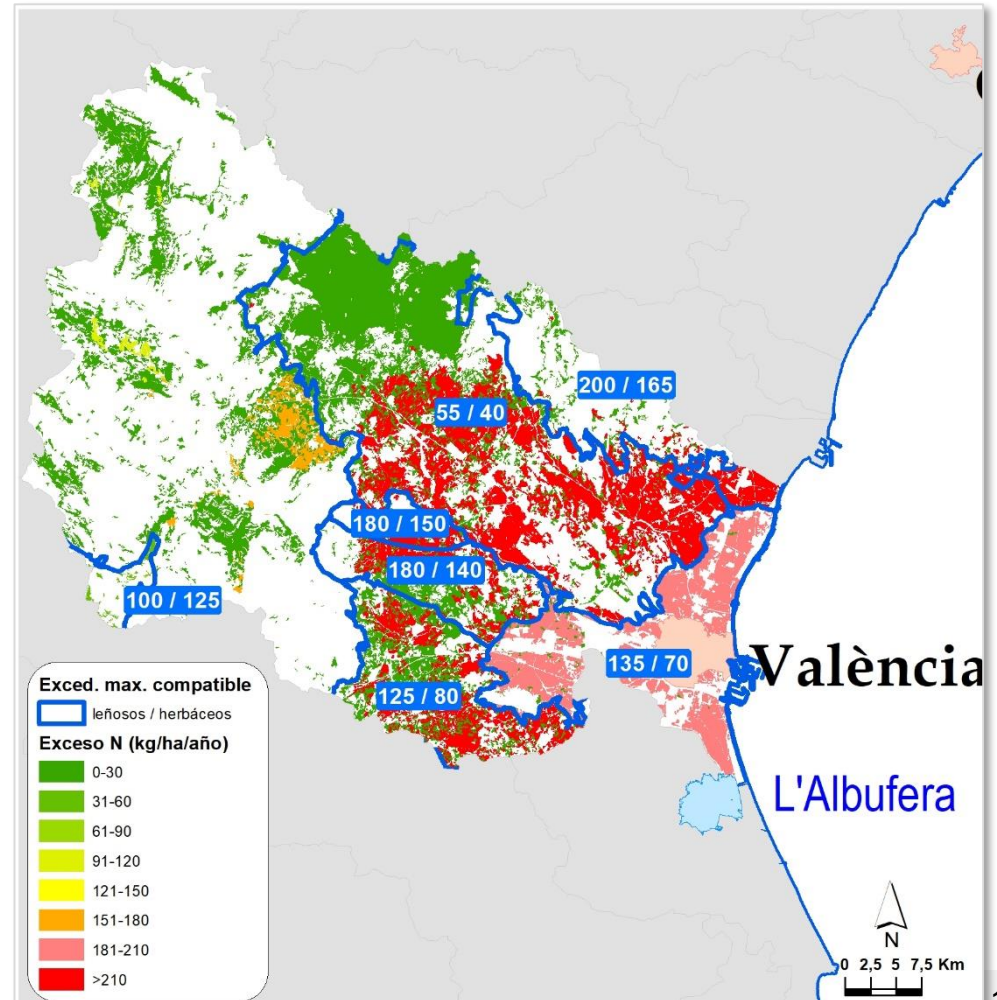 200 / 165
55 / 40
180 / 150
180 / 140
100 / 125
135 / 70
València
125 / 80
L'Albufera
Exced. max. compatible
leñosos / herbáceos
Exceso N (kg/ha/año)
0-30
31-60
61-90
91-120
121-150
151-180
181-210
>210
N
0 2,5 5 7,5 Km